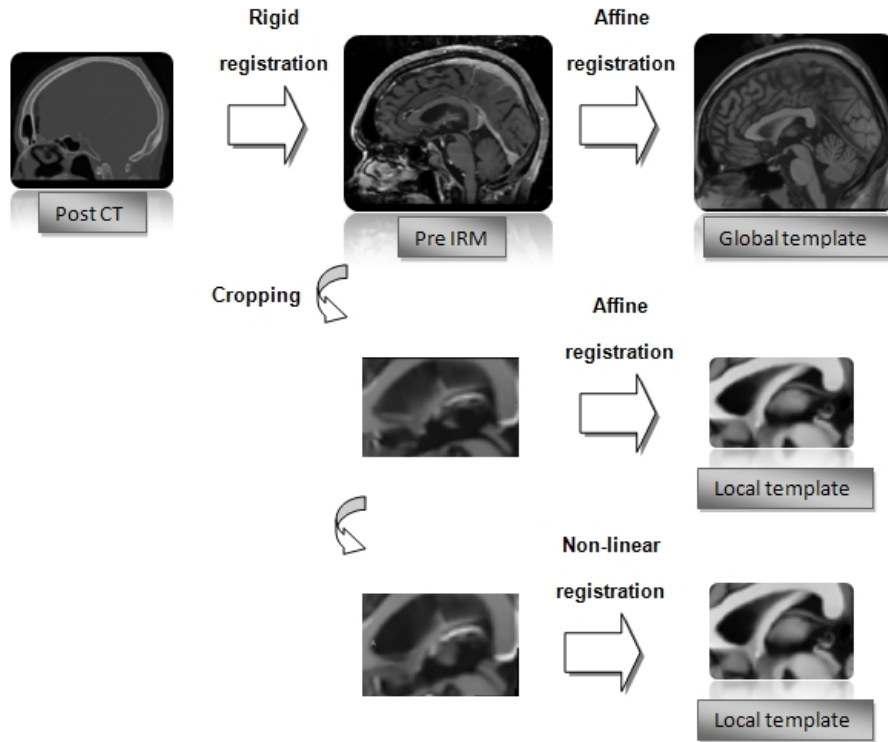 Rigid
registration
Affine
registration
Post CT
Pre IRM
Global template
Cropping
Affine
registration
Local template
Non-linear
registration
Local template